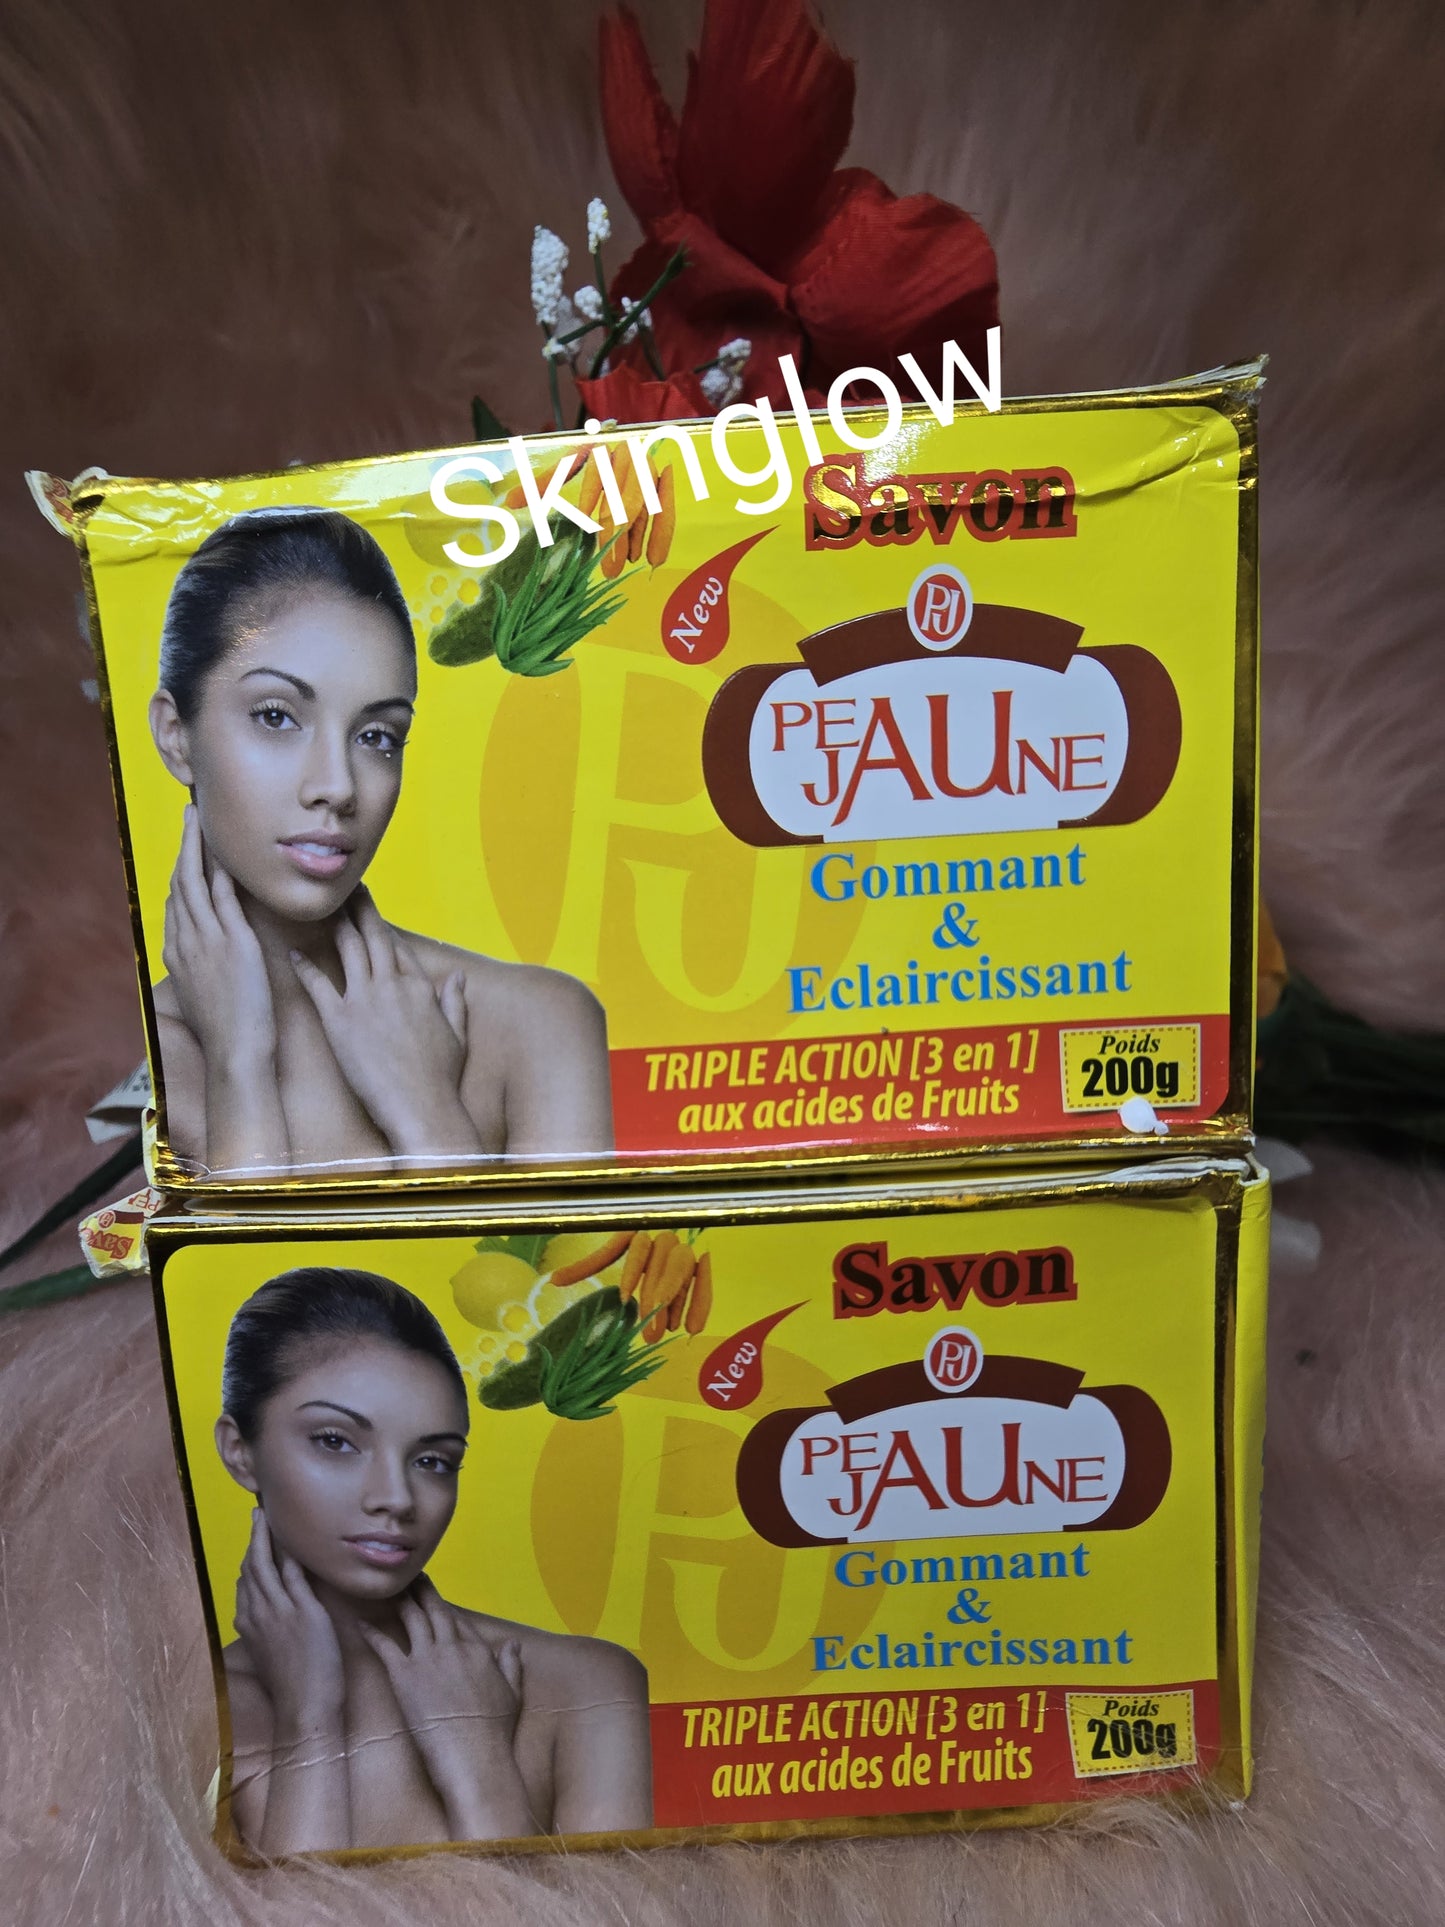 Skinglow
Savon
New
PJ
PEAU
JAUNE
Gommant
&
Eclaircissant
TRIPLE ACTION [3 en 1]
aux acides de Fruits
Poids
200g
Savon
Savon
New
PJ
PEAU
JAUNE
Gommant
&
Eclaircissant
TRIPLE ACTION [3 en 1]
aux acides de Fruits
Poids
200g